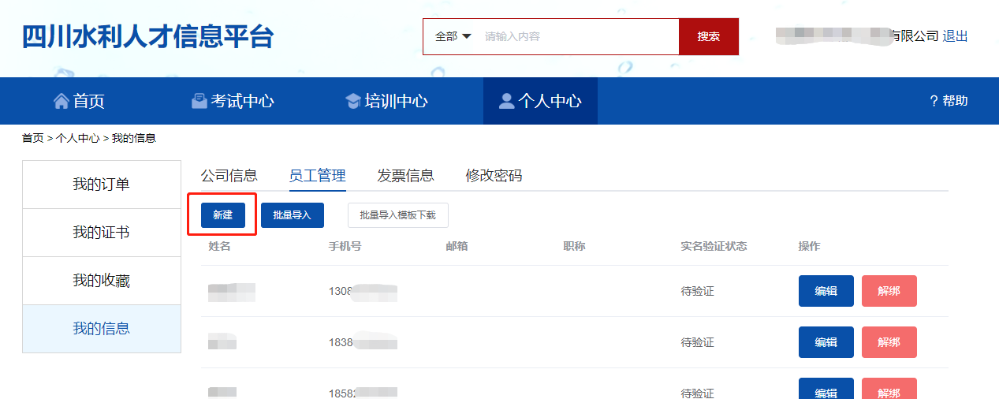 四川水利人才信息平台
全部 请输入内容 搜索
有限公司 退出
首页 考试中心 培训中心 个人中心 ? 帮助
首页 > 个人中心 > 我的信息
我的订单
我的证书
我的收藏
我的信息
公司信息 员工管理 发票信息 修改密码
新建 批量导入 批量导入模板下载
姓名 手机号 邮箱 职称 实名验证状态 操作
1308 待验证 编辑 解绑
1838 待验证 编辑 解绑
1858 待验证 编辑 解绑